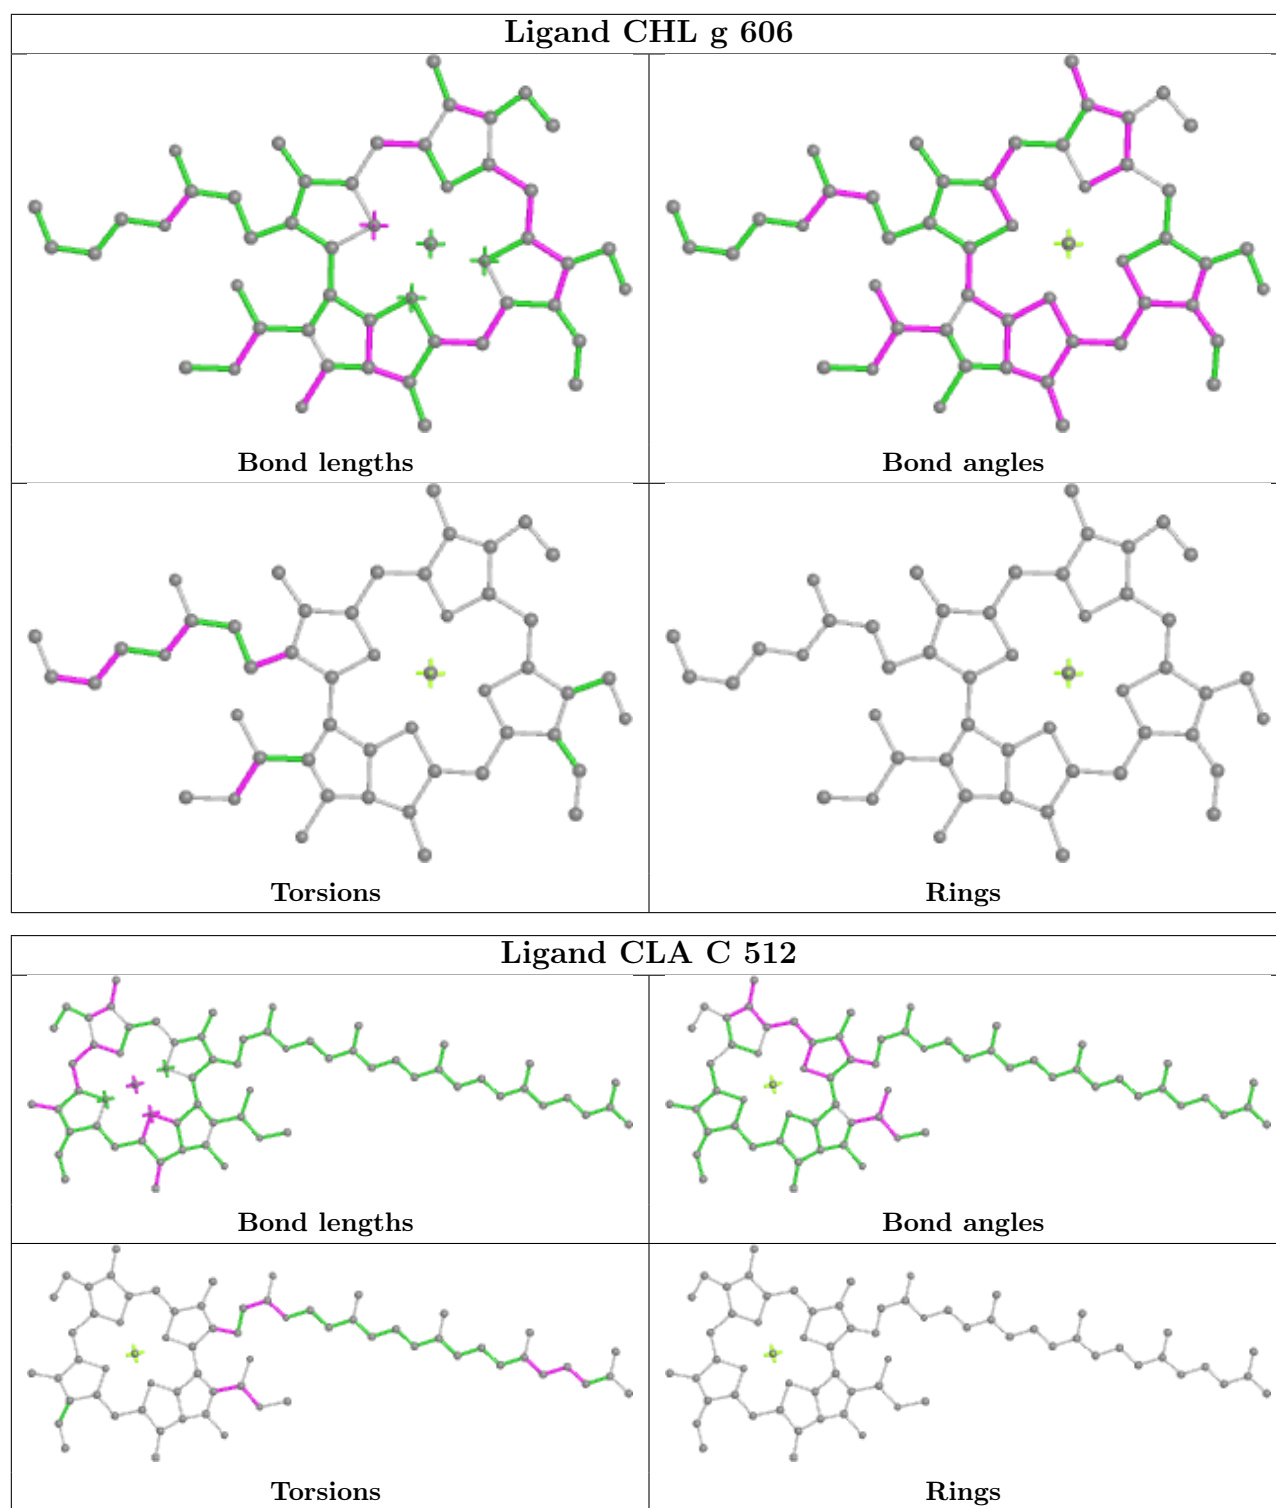 Ligand CHL g 606
Bond lengths
Bond angles
Torsions
Rings
Ligand CLA C 512
Bond lengths
Bond angles
Torsions
Rings